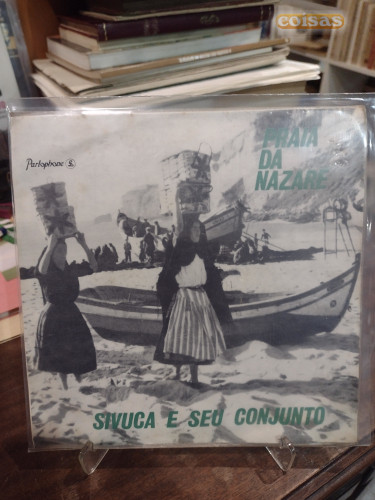 coisas
Parlophone
PRAIA
DA
NAZARÉ
SIVUCA E SEU CONJUNTO